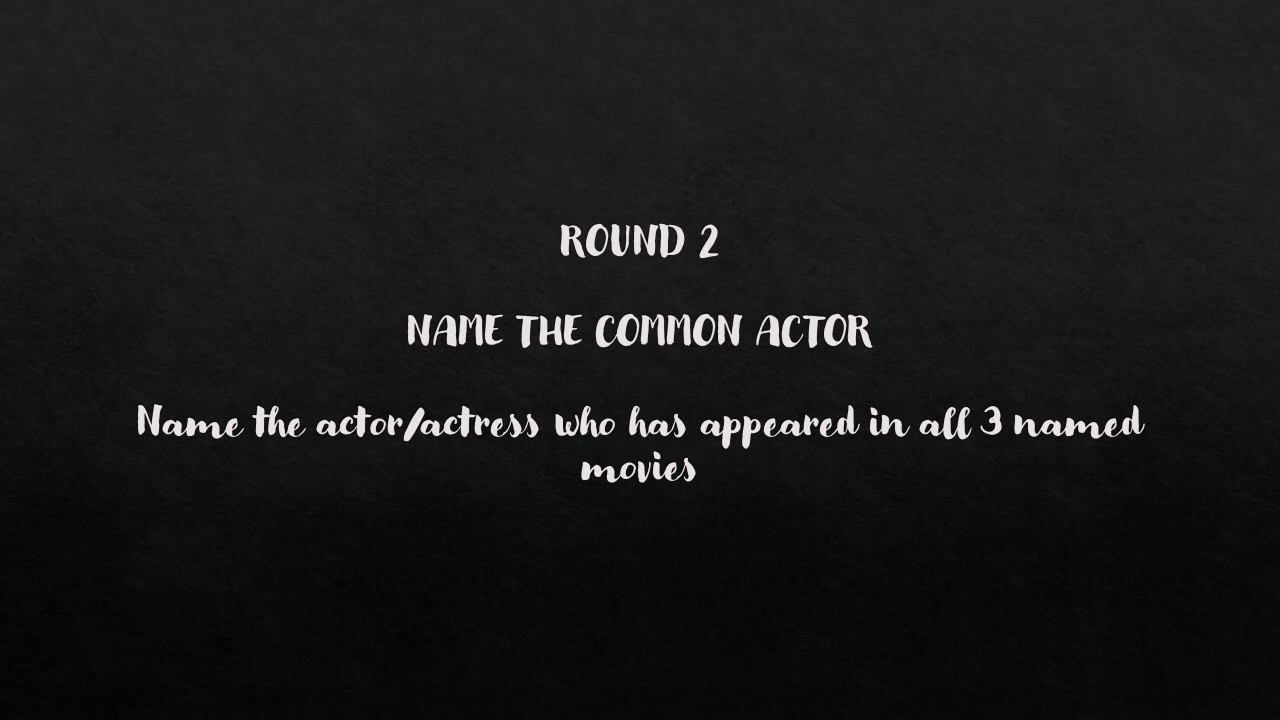 ROUND 2
NAME THE COMMON ACTOR
Name the actor/actress who has appeared in all 3 named
movies